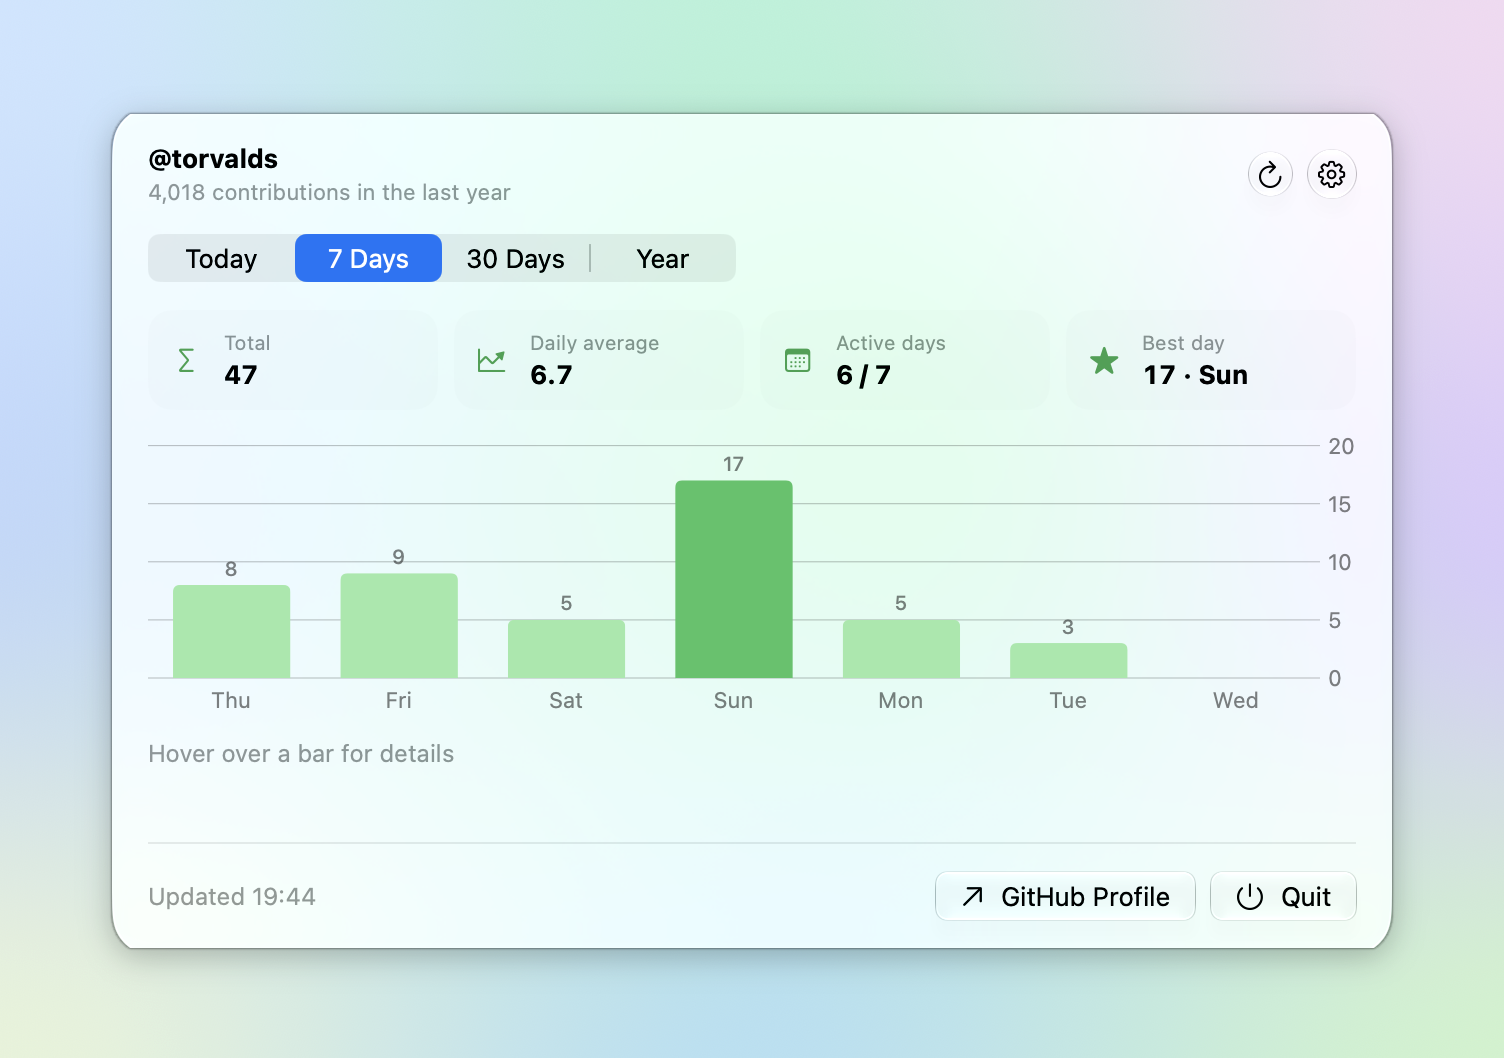 @torvalds
4,018 contributions in the last year
Today 7 Days 30 Days Year
Total
47
Daily average
6.7
Active days
6 / 7
Best day
17 · Sun
20
15
10
5
0
8
9
5
17
5
3
Thu Fri Sat Sun Mon Tue Wed
Hover over a bar for details
Updated 19:44
GitHub Profile
Quit